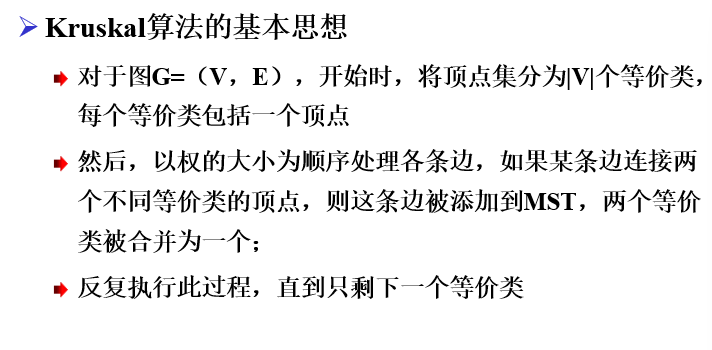 Kruskal算法的基本思想
对于图G=（V，E），开始时，将顶点集分为|V|个等价类，
每个等价类包括一个顶点
然后，以权的大小为顺序处理各条边，如果某条边连接两
个不同等价类的顶点，则这条边被添加到MST，两个等价
类被合并为一个；
反复执行此过程，直到只剩下一个等价类